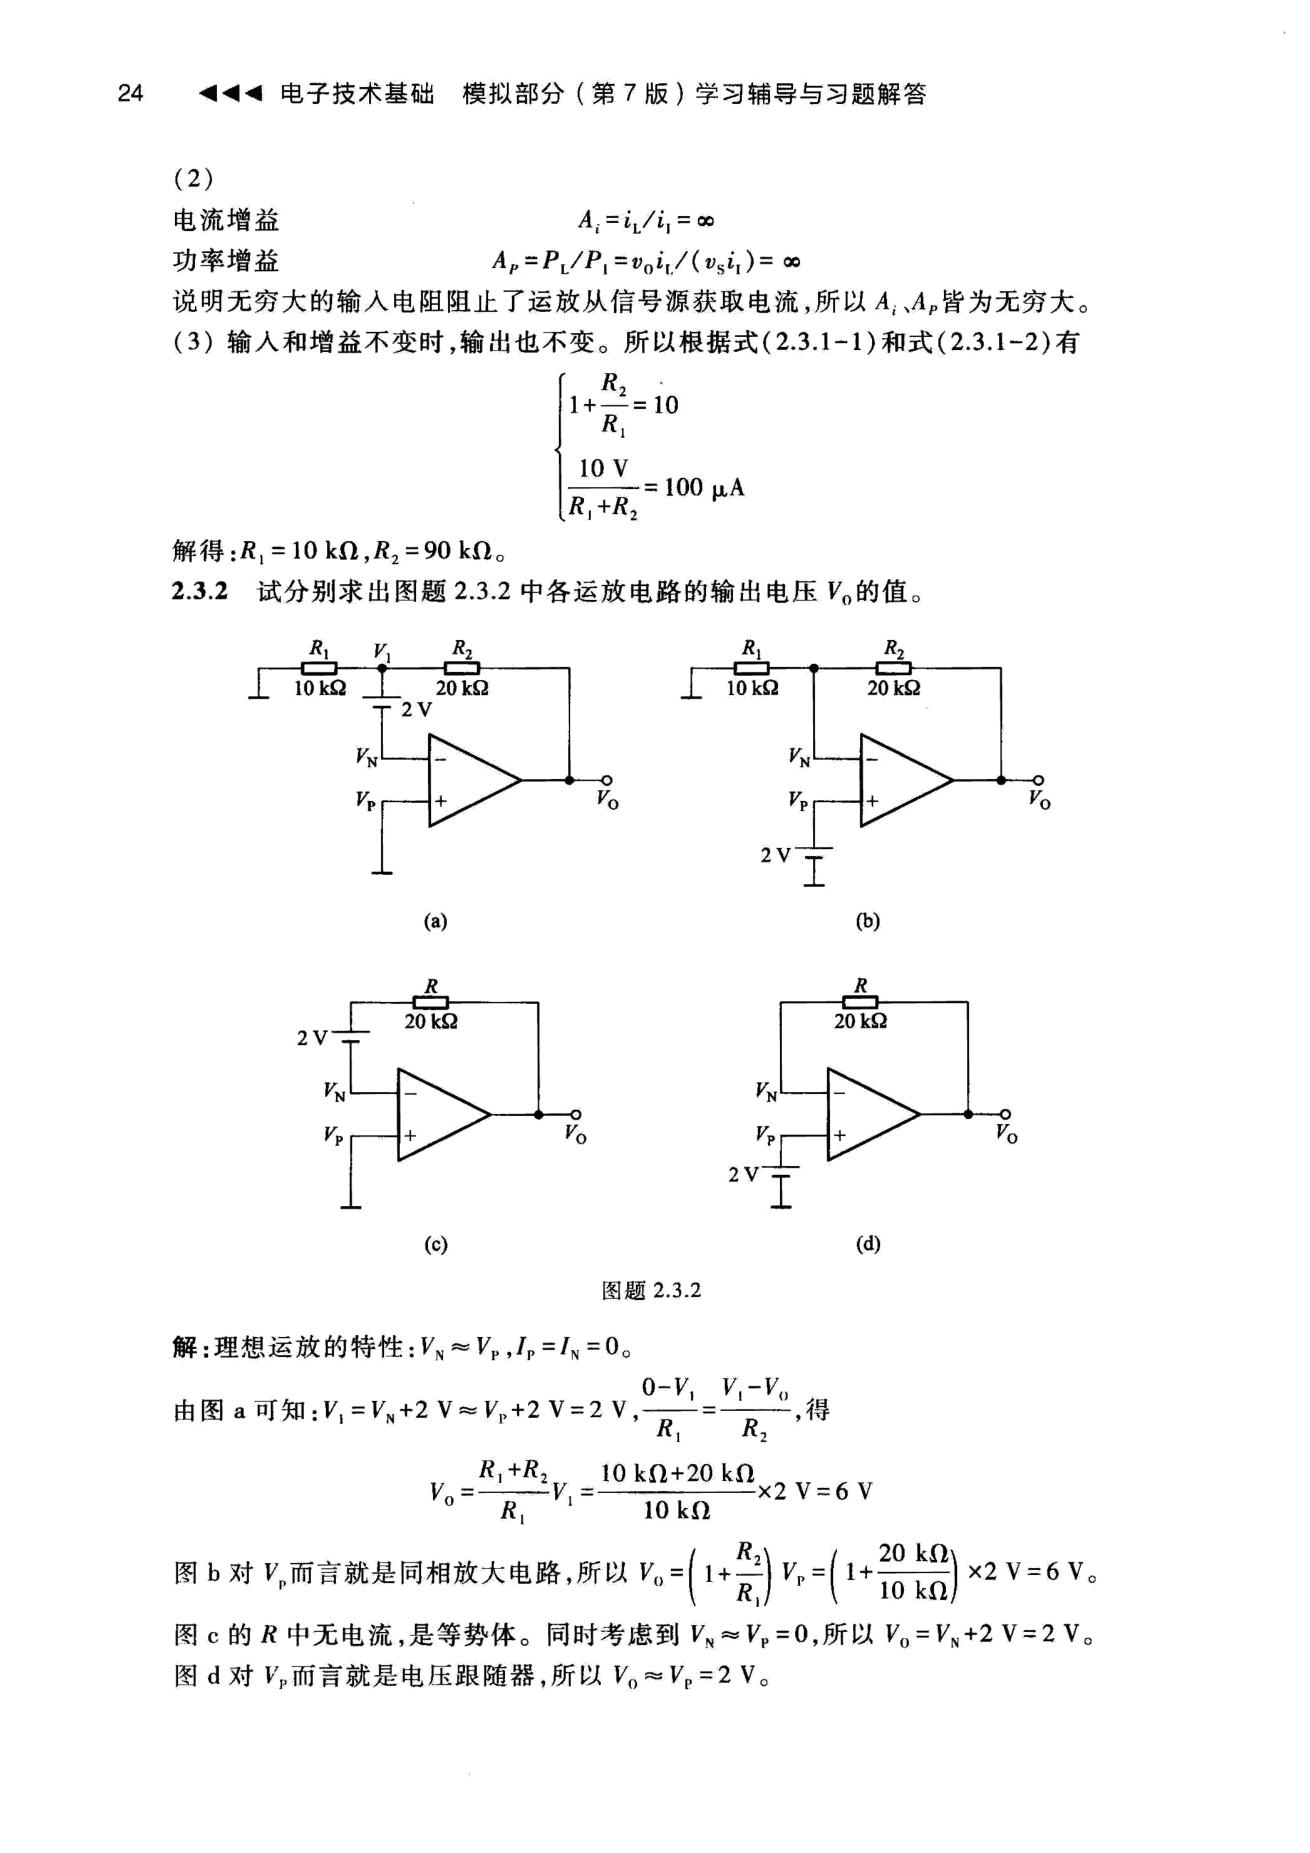 24 ◀◀◀ 电子技术基础 模拟部分（第 7 版）学习辅导与习题解答
(2)
电流增益 A_i=i_L/i_I=∞
功率增益 A_P=P_L/P_I=v_o i_L/(v_s i_I)=∞
说明无穷大的输入电阻阻止了运放从信号源获取电流,所以 A_i、A_P皆为无穷大。
(3) 输入和增益不变时,输出也不变。所以根据式(2.3.1-1)和式(2.3.1-2)有
1+R_2/R_1=10
10 V/(R_1+R_2)=100 μA
解得:R_1=10 kΩ,R_2=90 kΩ。
2.3.2 试分别求出图题 2.3.2 中各运放电路的输出电压 V_O的值。
R_1 V_1 R_2
10 kΩ 20 kΩ
2 V
V_N −
V_P +
V_O
(a)
R_1 R_2
10 kΩ 20 kΩ
V_N −
V_P +
V_O
2 V
(b)
R
20 kΩ
2 V
V_N −
V_P +
V_O
(c)
R
20 kΩ
V_N −
V_P +
V_O
2 V
(d)
图题 2.3.2
解:理想运放的特性:V_N≈V_P,I_P=I_N=0。
由图 a 可知:V_1=V_N+2 V≈V_P+2 V=2 V,(0-V_1)/R_1=(V_1-V_O)/R_2,得
V_O=(R_1+R_2)/R_1 V_1=(10 kΩ+20 kΩ)/10 kΩ×2 V=6 V
图 b 对 V_P而言就是同相放大电路,所以 V_O=(1+R_2/R_1)V_P=(1+20 kΩ/10 kΩ)×2 V=6 V。
图 c 的 R 中无电流,是等势体。同时考虑到 V_N≈V_P=0,所以 V_O=V_N+2 V=2 V。
图 d 对 V_P而言就是电压跟随器,所以 V_O≈V_P=2 V。